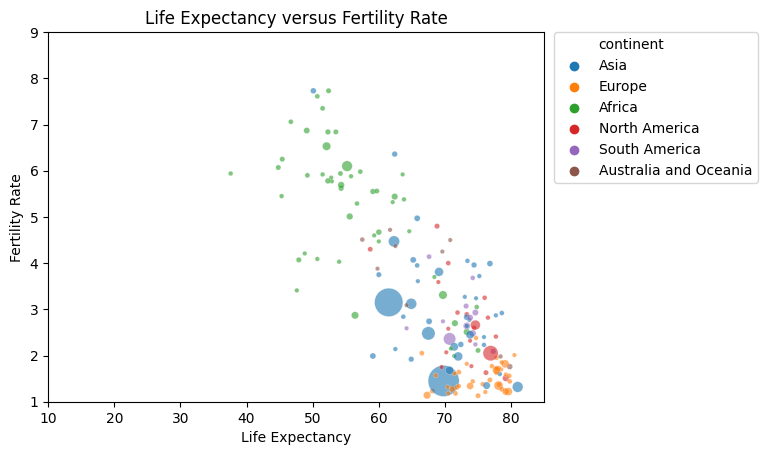 Life Expectancy versus Fertility Rate
9
8
7
6
5
4
3
2
1
Fertility Rate
10 20 30 40 50 60 70 80
Life Expectancy
continent
Asia
Europe
Africa
North America
South America
Australia and Oceania